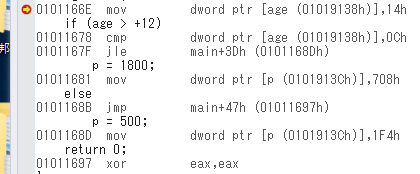 0101166E mov dword ptr [age (01019138h)],14h
if (age > +12)
01011678 cmp dword ptr [age (01019138h)],0Ch
0101167F jle main+3Dh (0101168Dh)
p = 1800;
01011681 mov dword ptr [p (0101913Ch)],708h
else
0101168B jmp main+47h (01011697h)
p = 500;
0101168D mov dword ptr [p (0101913Ch)],1F4h
return 0;
01011697 xor eax,eax